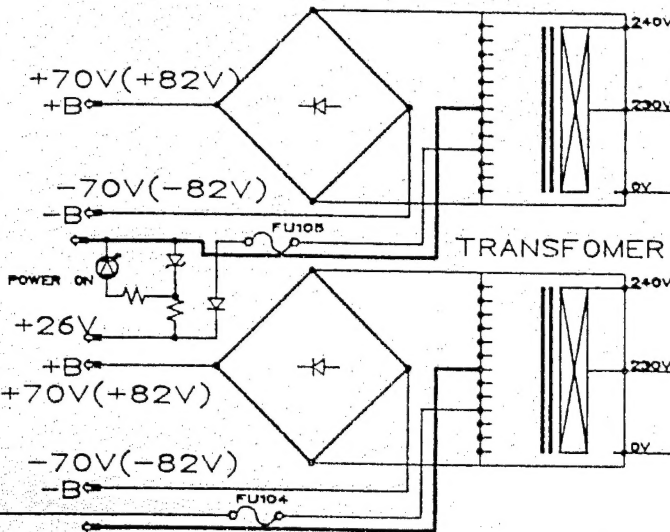 240V
+70V(+82V)
+B
230V
-70V(-82V)
-B
0V
FU105
TRANSFOMER
POWER ON
240V
+26V
+B
230V
+70V(+82V)
0V
-70V(-82V)
-B
FU104